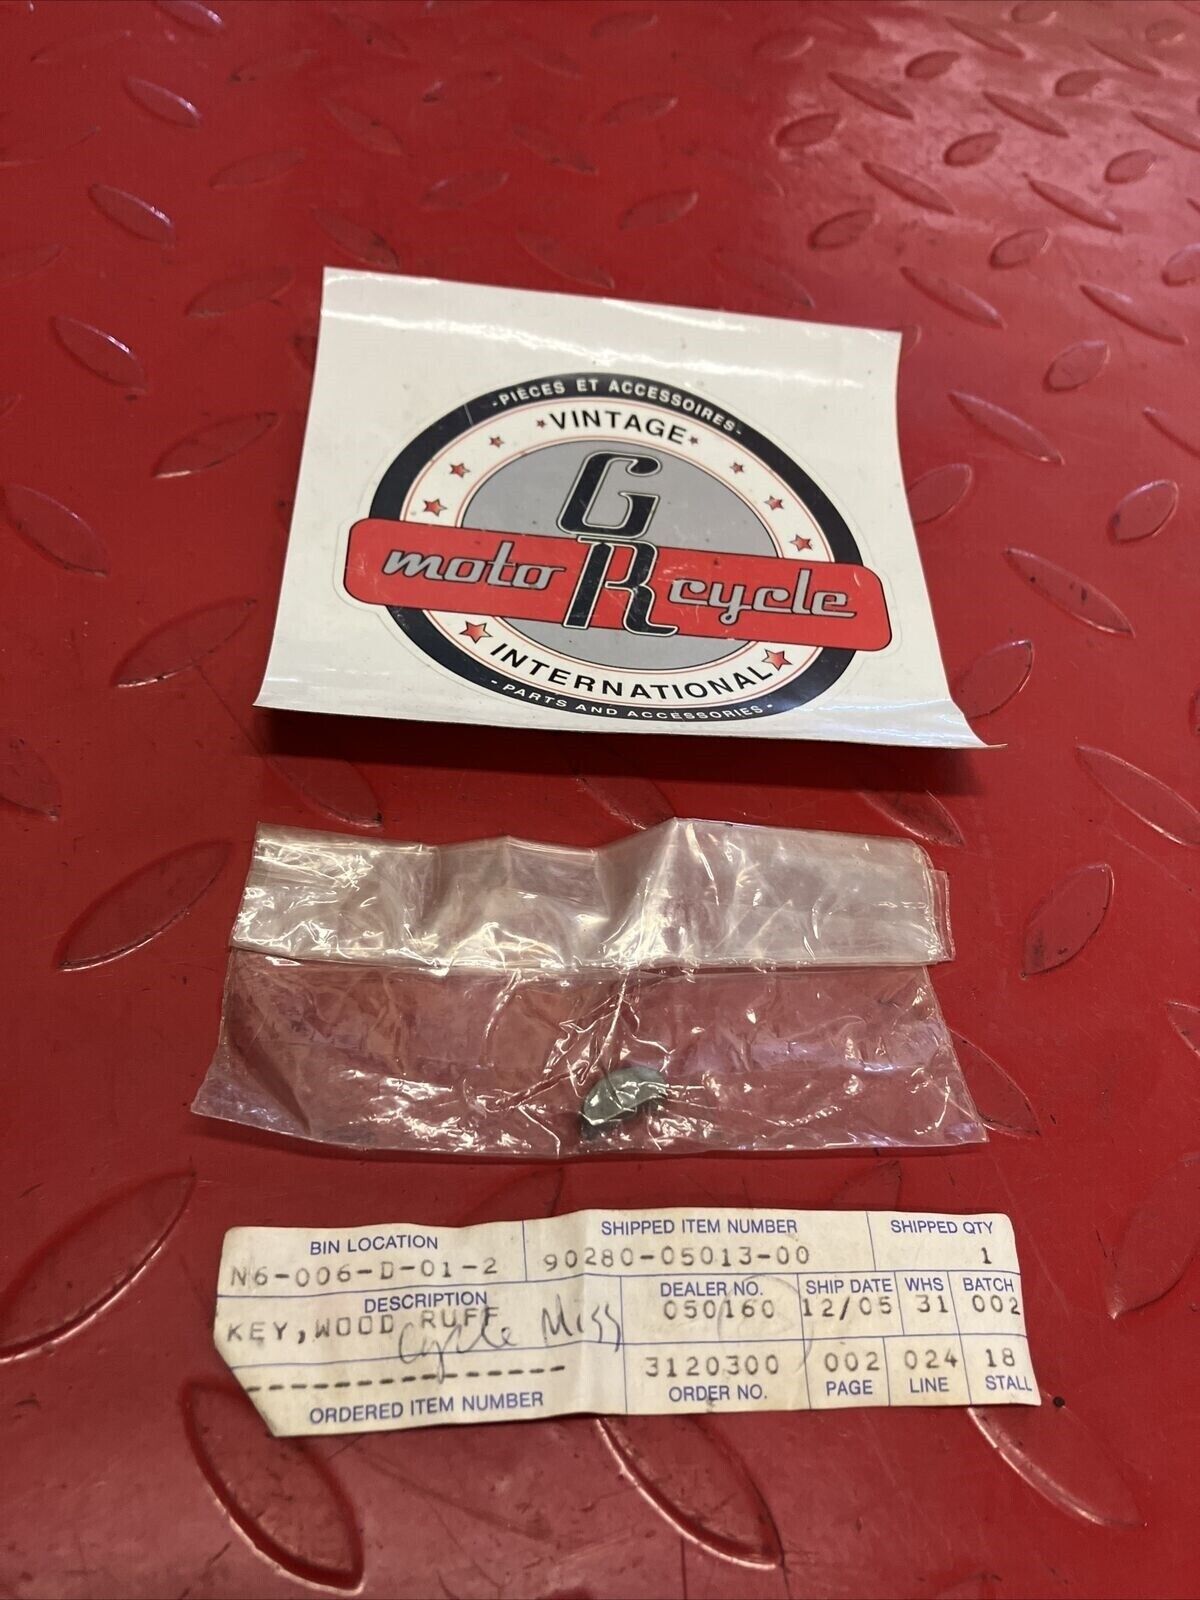 -PIÈCES ET ACCESSOIRES-
VINTAGE
GR
moto cycle
INTERNATIONAL
- PARTS AND ACCESSORIES -
BIN LOCATION SHIPPED ITEM NUMBER SHIPPED QTY
N6-006-D-01-2 90280-05013-00 1
DESCRIPTION DEALER NO. SHIP DATE WHS BATCH
KEY, WOOD RUFF 050160 12/05 31 002
Cycle Miss
--------------- 3120300 002 024 18
ORDERED ITEM NUMBER ORDER NO. PAGE LINE STALL